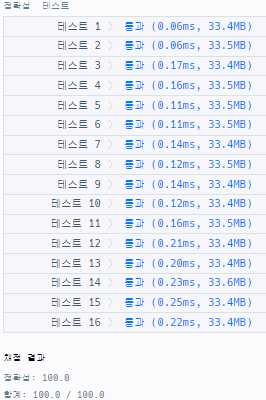 정확성 테스트
테스트 1 〉 통과 (0.06ms, 33.4MB)
테스트 2 〉 통과 (0.06ms, 33.5MB)
테스트 3 〉 통과 (0.17ms, 33.4MB)
테스트 4 〉 통과 (0.16ms, 33.5MB)
테스트 5 〉 통과 (0.11ms, 33.5MB)
테스트 6 〉 통과 (0.11ms, 33.5MB)
테스트 7 〉 통과 (0.14ms, 33.4MB)
테스트 8 〉 통과 (0.12ms, 33.5MB)
테스트 9 〉 통과 (0.14ms, 33.4MB)
테스트 10 〉 통과 (0.12ms, 33.4MB)
테스트 11 〉 통과 (0.16ms, 33.5MB)
테스트 12 〉 통과 (0.21ms, 33.4MB)
테스트 13 〉 통과 (0.20ms, 33.4MB)
테스트 14 〉 통과 (0.23ms, 33.6MB)
테스트 15 〉 통과 (0.25ms, 33.4MB)
테스트 16 〉 통과 (0.22ms, 33.4MB)
채점 결과
정확성: 100.0
합계: 100.0 / 100.0